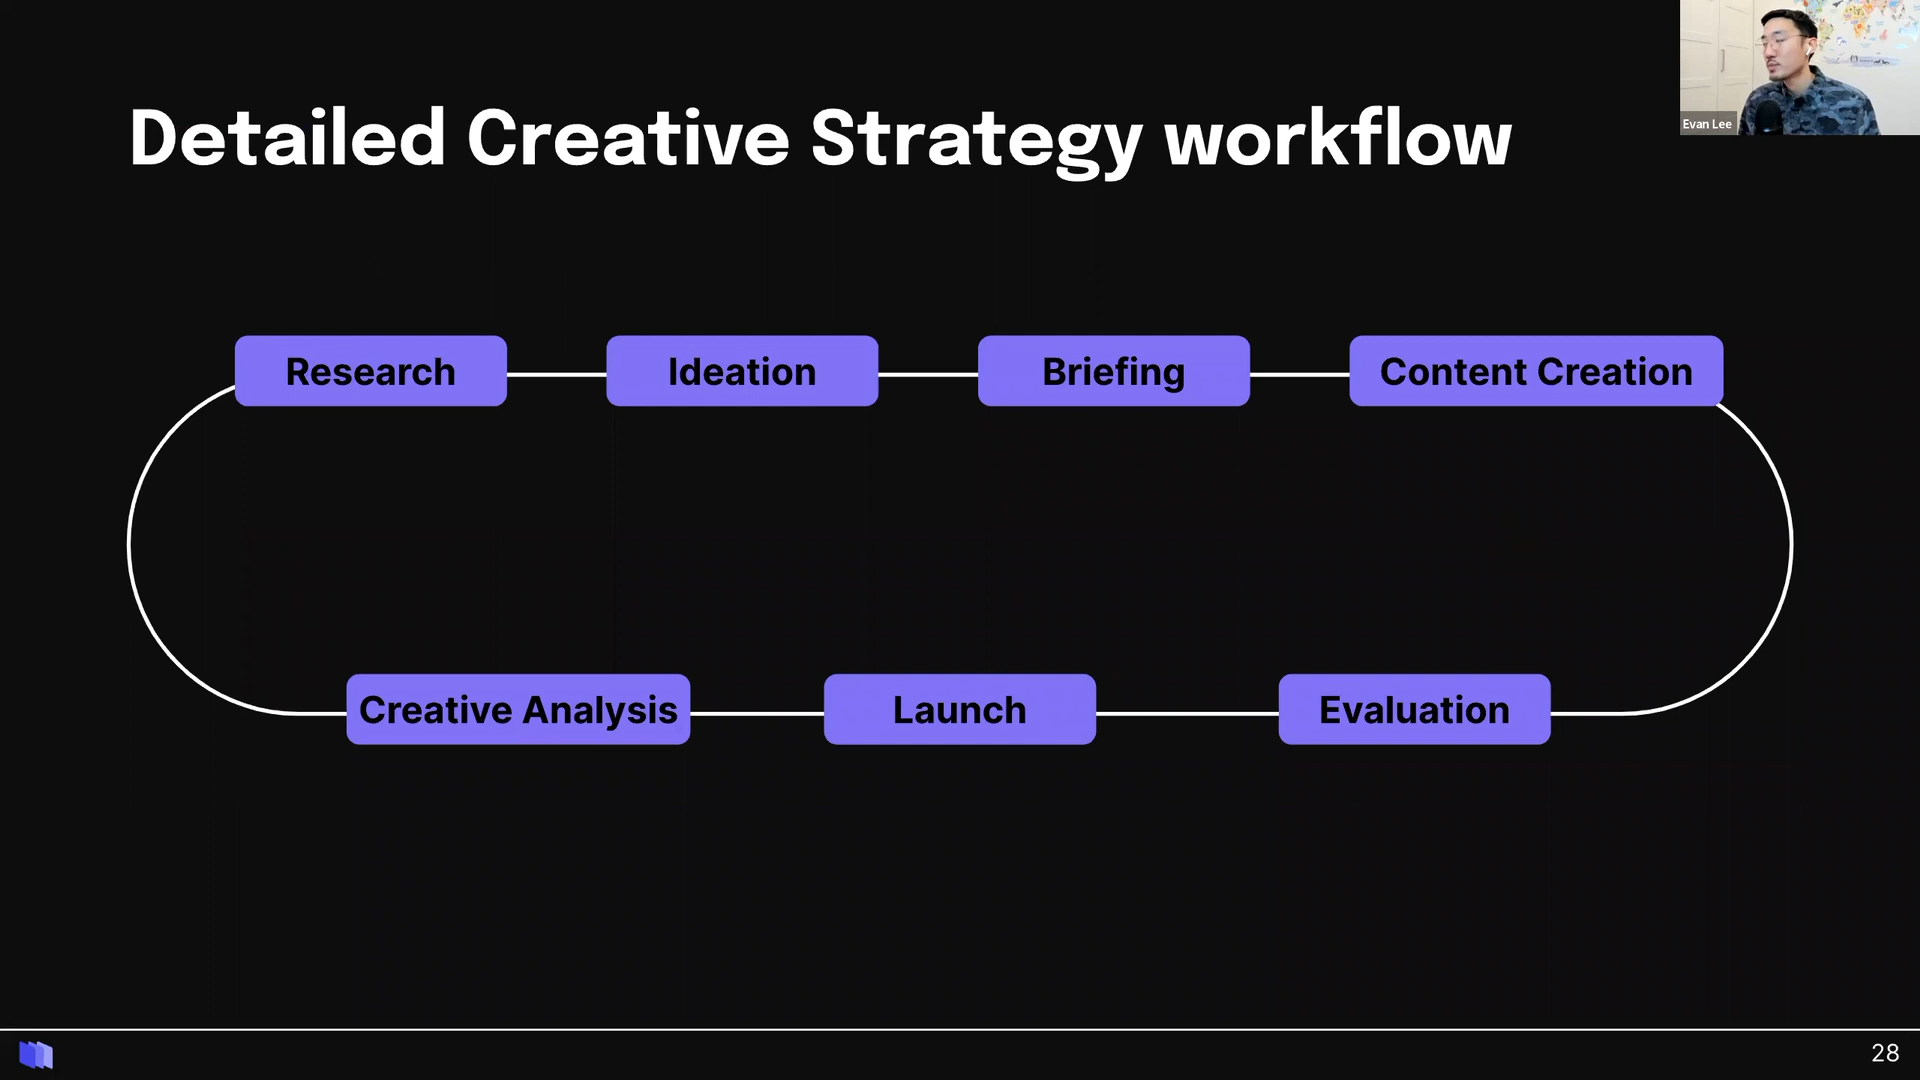 Detailed Creative Strategy workflow
Evan Lee
Research
Ideation
Briefing
Content Creation
Creative Analysis
Launch
Evaluation
28